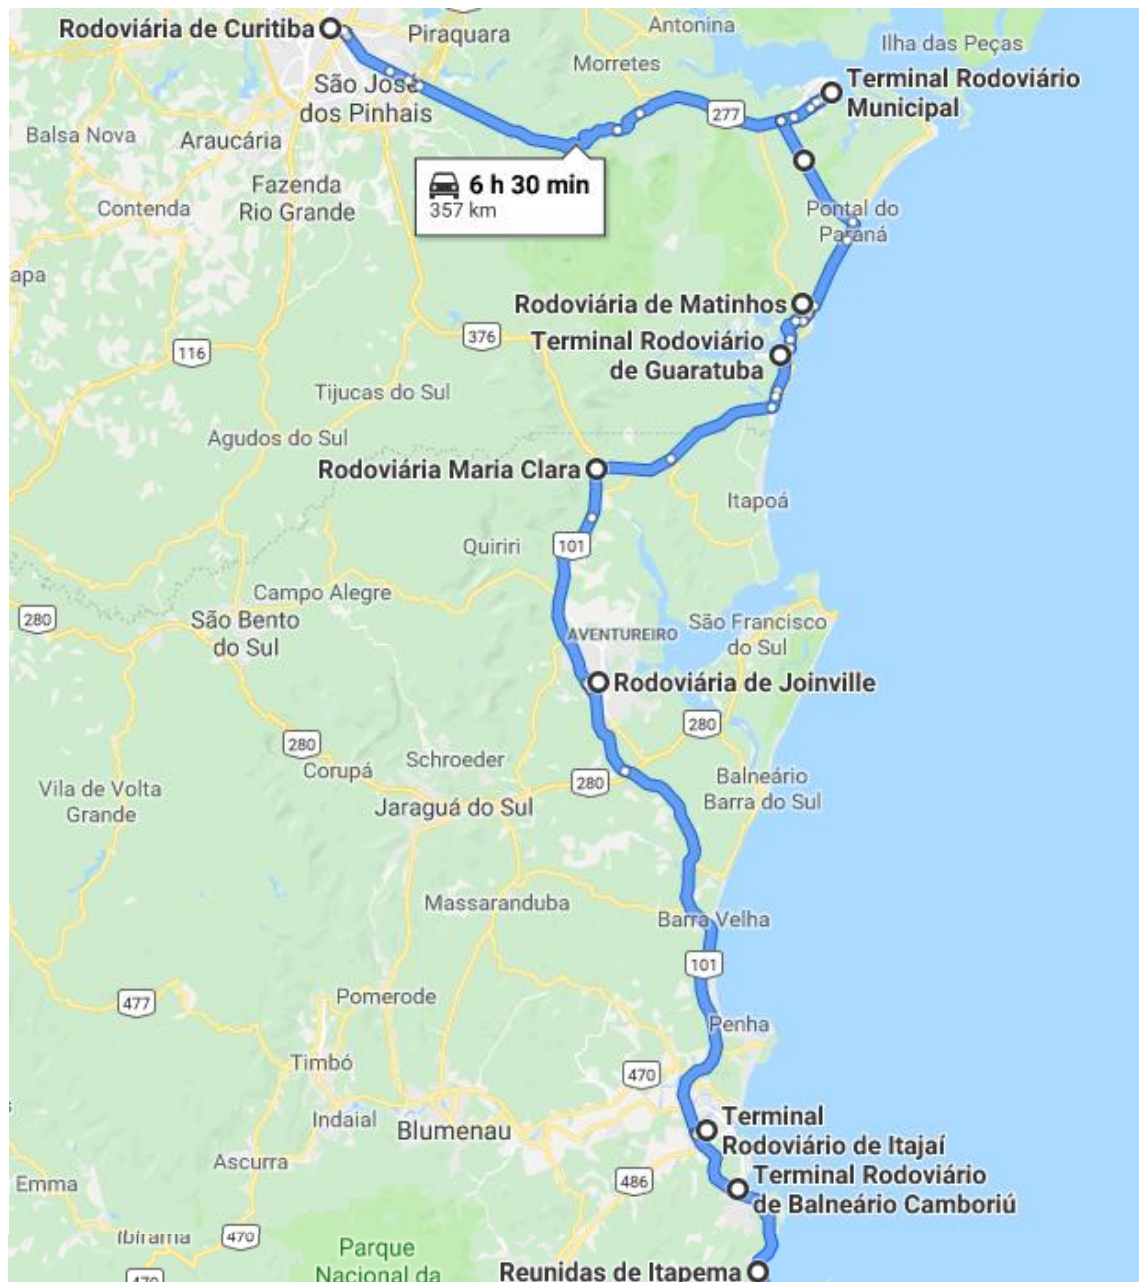 Rodoviária de Curitiba
Piraquara
Antonina
Ilha das Peças
Morretes
São José
dos Pinhais
Terminal Rodoviário
Municipal
277
Balsa Nova
Araucária
6 h 30 min
357 km
Fazenda
Rio Grande
Contenda
Pontal do
Paraná
apa
Rodoviária de Matinhos
376
116
Terminal Rodoviário
de Guaratuba
Tijucas do Sul
Agudos do Sul
Rodoviária Maria Clara
Itapoá
Quiriri
101
Campo Alegre
280
São Bento
do Sul
AVENTUREIRO
São Francisco
do Sul
Rodoviária de Joinville
280
280
Corupá
Schroeder
280
Balneário
Barra do Sul
Vila de Volta
Grande
Jaraguá do Sul
Massaranduba
Barra Velha
101
477
Pomerode
Penha
Timbó
470
Indaial
Blumenau
Terminal
Rodoviário de Itajaí
Ascurra
486
Terminal Rodoviário
de Balneário Camboriú
Emma
Ibirama
470
Parque
Nacional da
470
Reunidas de Itapema